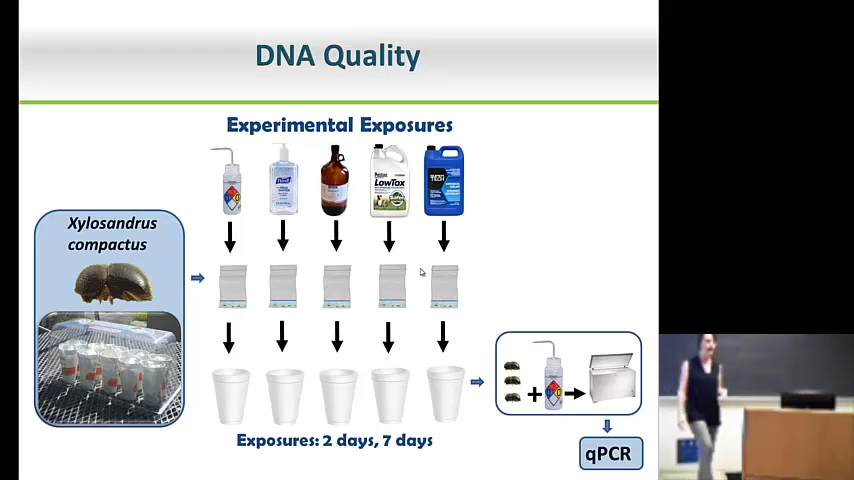 DNA Quality
Experimental Exposures
Xylosandrus
compactus
LowTox
Exposures: 2 days, 7 days
qPCR